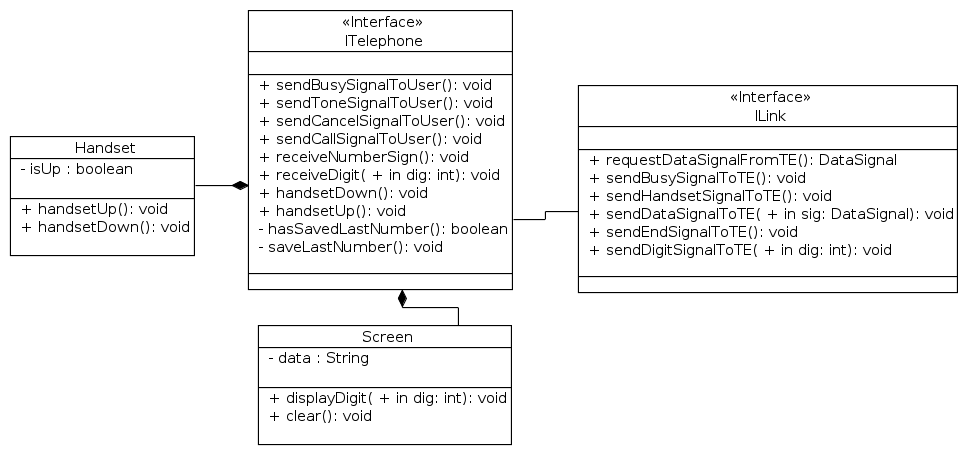 «Interface»
ITelephone
+ sendBusySignalToUser(): void
+ sendToneSignalToUser(): void
+ sendCancelSignalToUser(): void
+ sendCallSignalToUser(): void
+ receiveNumberSign(): void
+ receiveDigit( + in dig: int): void
+ handsetDown(): void
+ handsetUp(): void
- hasSavedLastNumber(): boolean
- saveLastNumber(): void
«Interface»
ILink
+ requestDataSignalFromTE(): DataSignal
+ sendBusySignalToTE(): void
+ sendHandsetSignalToTE(): void
+ sendDataSignalToTE( + in sig: DataSignal): void
+ sendEndSignalToTE(): void
+ sendDigitSignalToTE( + in dig: int): void
Handset
- isUp : boolean
+ handsetUp(): void
+ handsetDown(): void
Screen
- data : String
+ displayDigit( + in dig: int): void
+ clear(): void